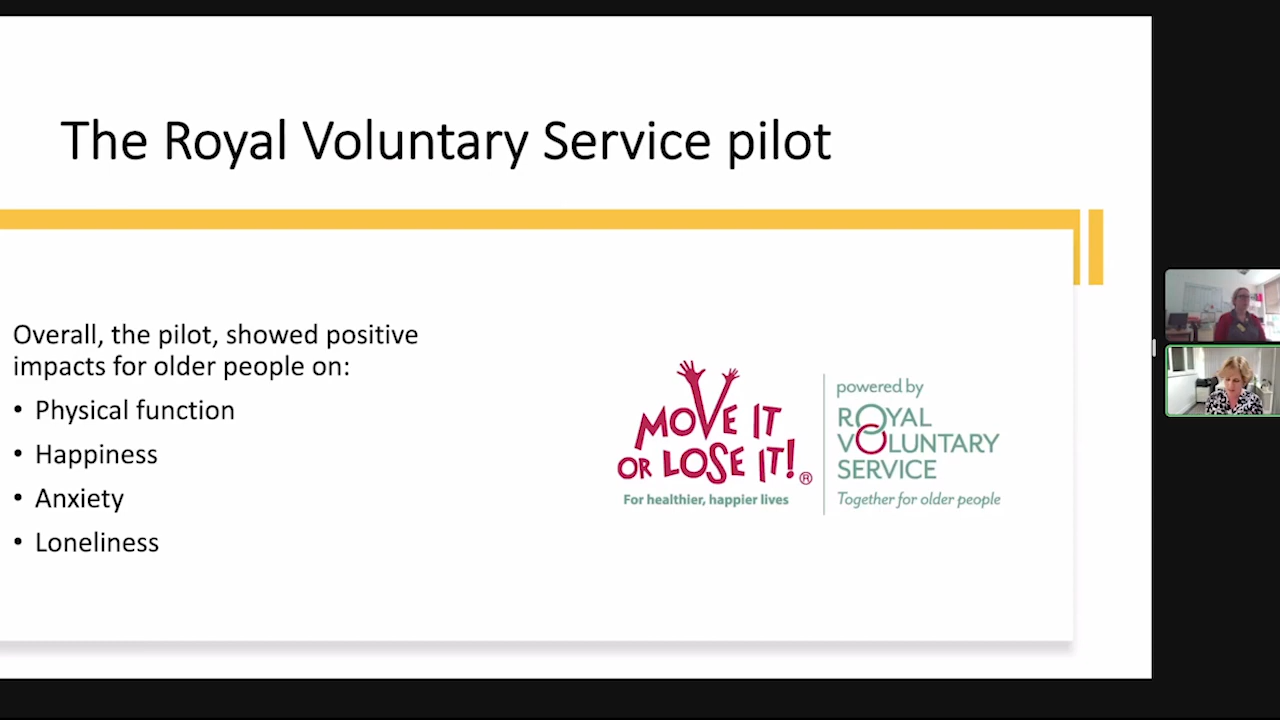 The Royal Voluntary Service pilot
Overall, the pilot, showed positive
impacts for older people on:
• Physical function
• Happiness
• Anxiety
• Loneliness
MOVE IT
OR LOSE IT!®
For healthier, happier lives
powered by
ROYAL
VOLUNTARY
SERVICE
Together for older people